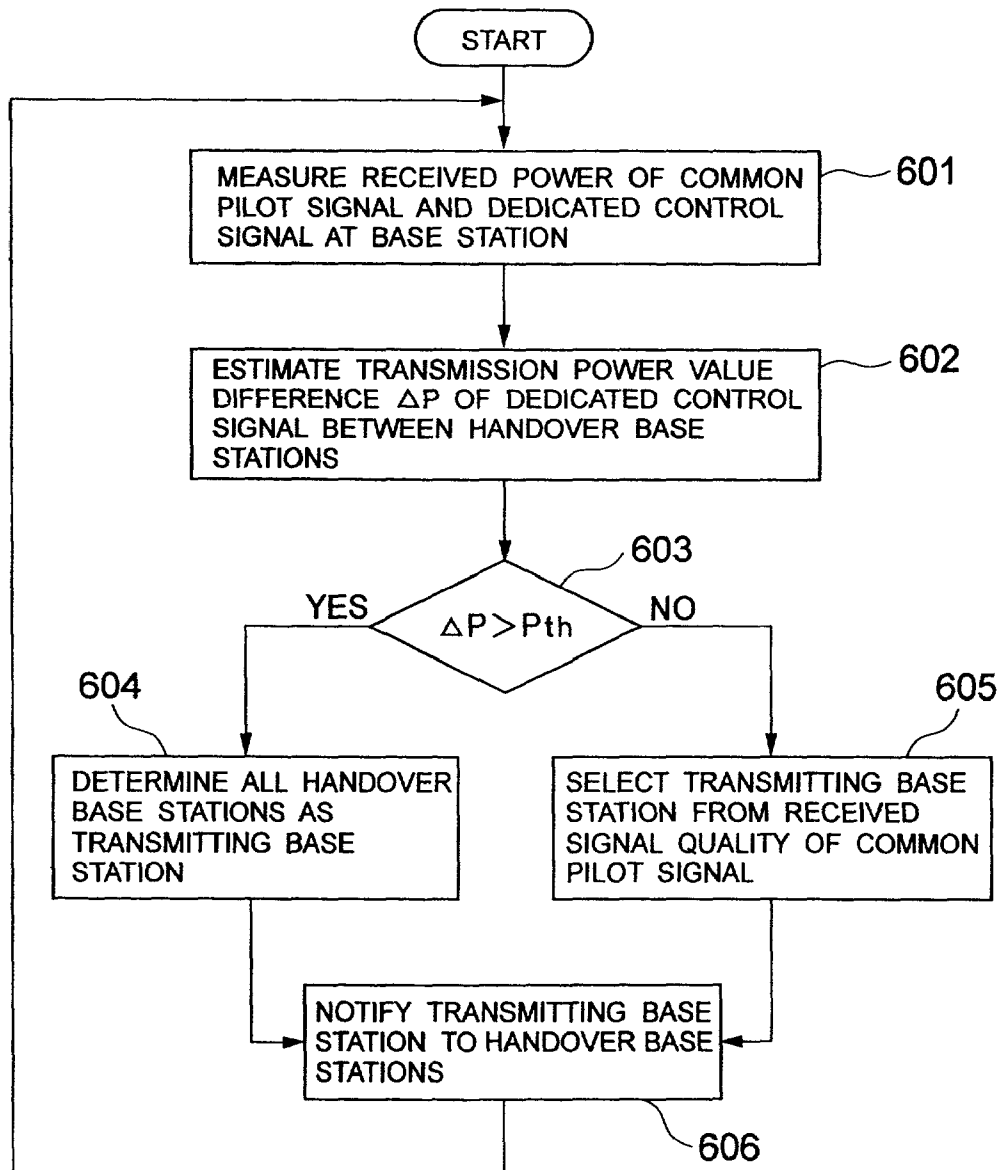 START
MEASURE RECEIVED POWER OF COMMON
PILOT SIGNAL AND DEDICATED CONTROL
SIGNAL AT BASE STATION
601
ESTIMATE TRANSMISSION POWER VALUE
DIFFERENCE △P OF DEDICATED CONTROL
SIGNAL BETWEEN HANDOVER BASE
STATIONS
602
603
YES
△P>Pth
NO
604
605
DETERMINE ALL HANDOVER
BASE STATIONS AS
TRANSMITTING BASE
STATION
SELECT TRANSMITTING BASE
STATION FROM RECEIVED
SIGNAL QUALITY OF COMMON
PILOT SIGNAL
NOTIFY TRANSMITTING BASE
STATION TO HANDOVER BASE
STATIONS
606